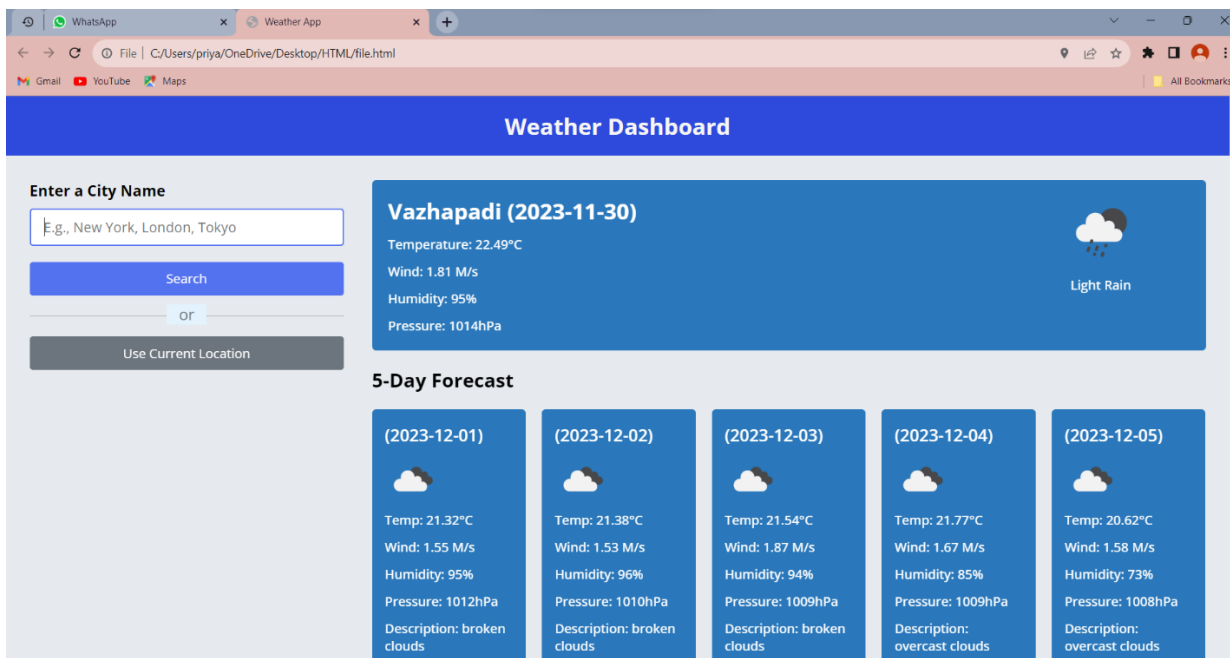 WhatsApp
Weather App
File | C:/Users/priya/OneDrive/Desktop/HTML/file.html
Gmail YouTube Maps
All Bookmarks
Weather Dashboard
Enter a City Name
E.g., New York, London, Tokyo
Search
or
Use Current Location
Vazhapadi (2023-11-30)
Temperature: 22.49°C
Wind: 1.81 M/s
Humidity: 95%
Pressure: 1014hPa
Light Rain
5-Day Forecast
(2023-12-01)
Temp: 21.32°C
Wind: 1.55 M/s
Humidity: 95%
Pressure: 1012hPa
Description: broken
clouds
(2023-12-02)
Temp: 21.38°C
Wind: 1.53 M/s
Humidity: 96%
Pressure: 1010hPa
Description: broken
clouds
(2023-12-03)
Temp: 21.54°C
Wind: 1.87 M/s
Humidity: 94%
Pressure: 1009hPa
Description: broken
clouds
(2023-12-04)
Temp: 21.77°C
Wind: 1.67 M/s
Humidity: 85%
Pressure: 1009hPa
Description:
overcast clouds
(2023-12-05)
Temp: 20.62°C
Wind: 1.58 M/s
Humidity: 73%
Pressure: 1008hPa
Description:
overcast clouds